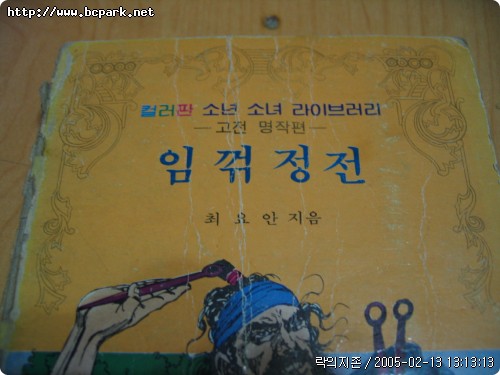 http://www.bcpark.net
컬러판 소년 소녀 라이브러리
—고전 명작편—
임꺾정전
최요안 지음
락의지존 / 2005-02-13 13:13:13